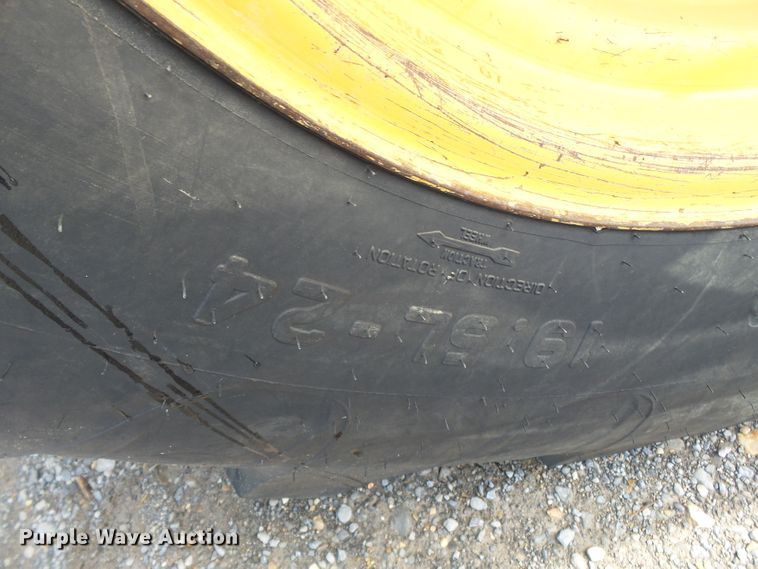 19.5L-24
DIRECTION OF ROTATION
TRACTION
WHEEL
Purple Wave Auction